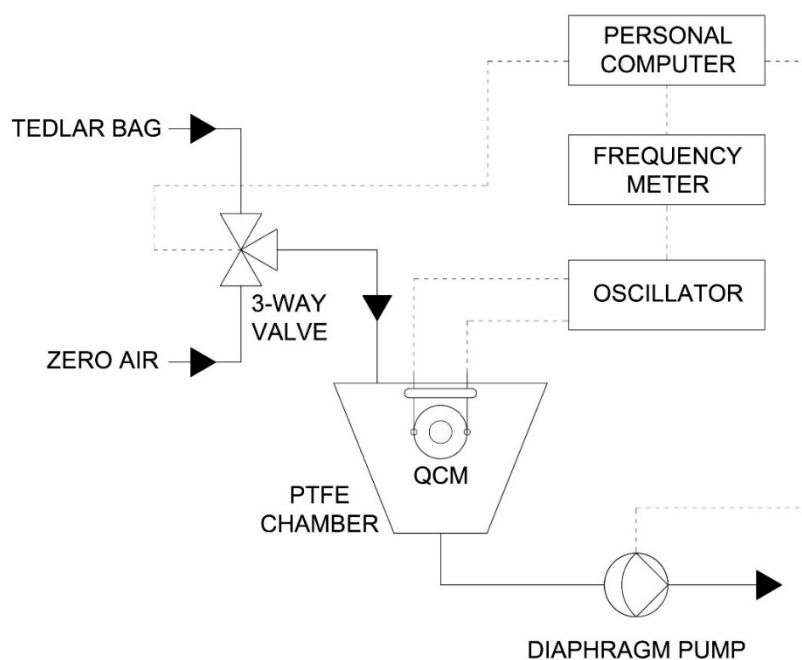 PERSONAL
COMPUTER
TEDLAR BAG
FREQUENCY
METER
OSCILLATOR
3-WAY
VALVE
ZERO AIR
QCM
PTFE
CHAMBER
DIAPHRAGM PUMP